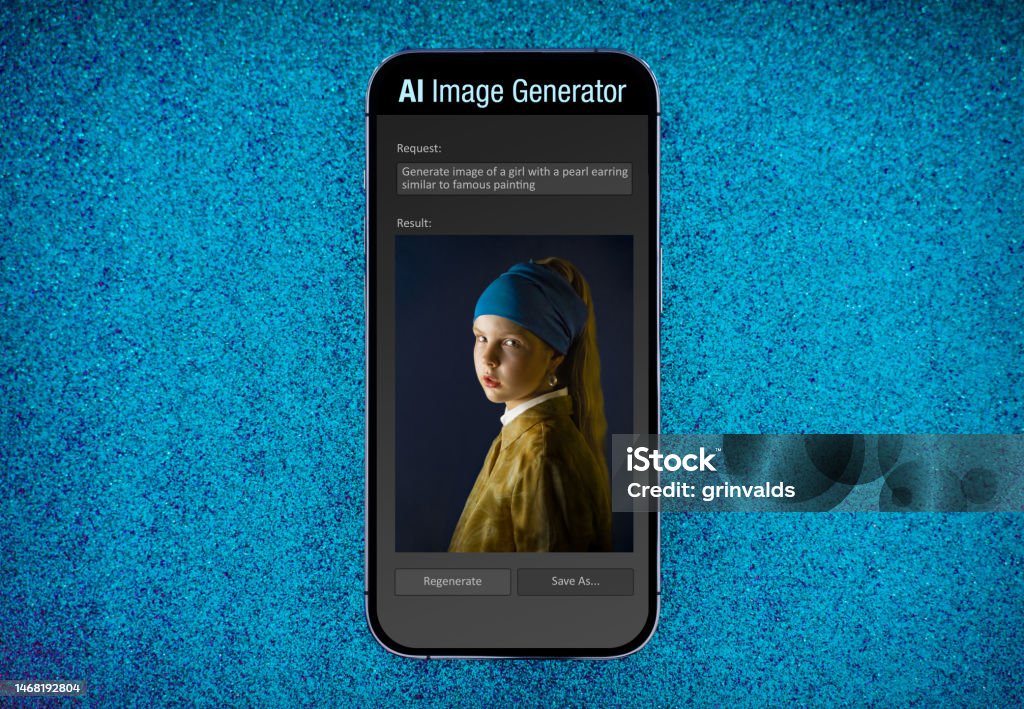 AI Image Generator
Request:
Generate image of a girl with a pearl earring
similar to famous painting
Result:
iStock™
Credit: grinvalds
Regenerate
Save As...
1468192804